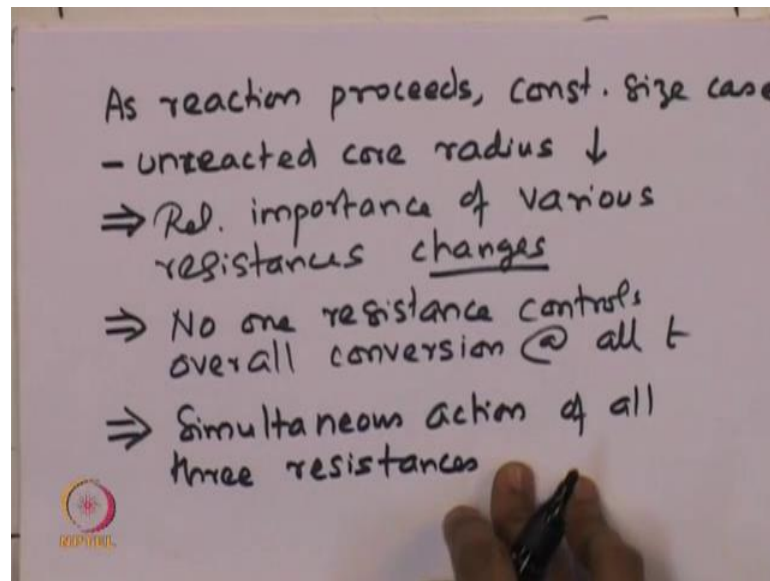 As reaction proceeds, const. size case
- unreacted core radius ↓
⇒ Rel. importance of various
resistances changes
⇒ No one resistance controls
overall conversion @ all t
⇒ Simultaneous action of all
three resistances
NPTEL